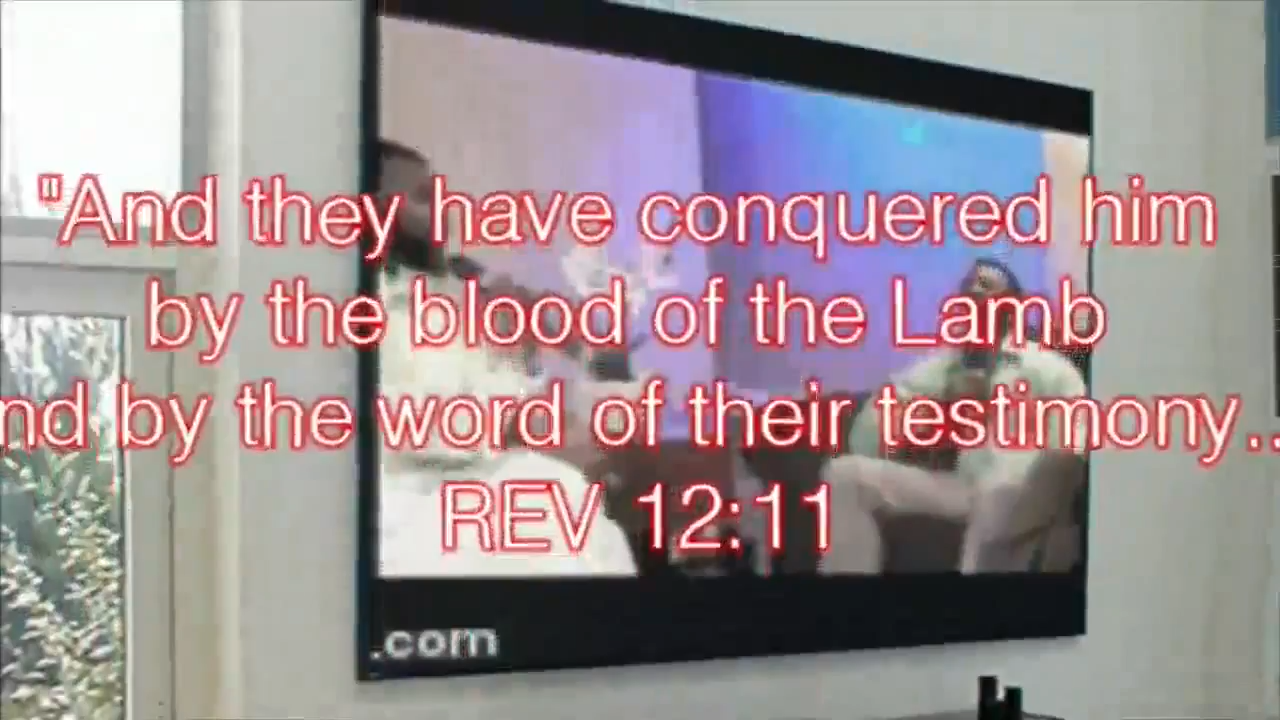 "And they have conquered him
by the blood of the Lamb
nd by the word of their testimony..
REV 12:11
.com